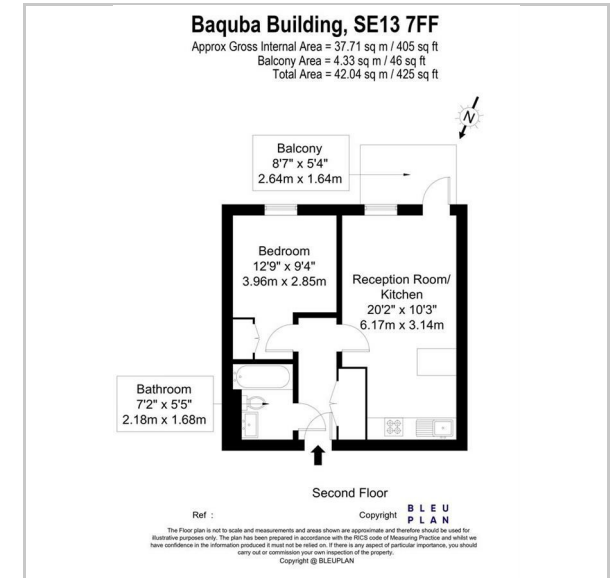 Baquba Building, SE13 7FF
Approx Gross Internal Area = 37.71 sq m / 405 sq ft
Balcony Area = 4.33 sq m / 46 sq ft
Total Area = 42.04 sq m / 425 sq ft
N
Balcony
8'7" x 5'4"
2.64m x 1.64m
Bedroom
12'9" x 9'4"
3.96m x 2.85m
Reception Room/
Kitchen
20'2" x 10'3"
6.17m x 3.14m
Bathroom
7'2" x 5'5"
2.18m x 1.68m
Second Floor
Ref :
Copyright BLEU
PLAN
The Floor plan is not to scale and measurements and areas shown are approximate and therefore should be used for
illustrative purposes only. The plan has been prepared in accordance with the RICS code of Measuring Practice and whilst we
have confidence in the information produced it must not be relied on. If there is any aspect of particular importance, you should
carry out or commission your own inspection of the property.
Copyright @ BLEUPLAN